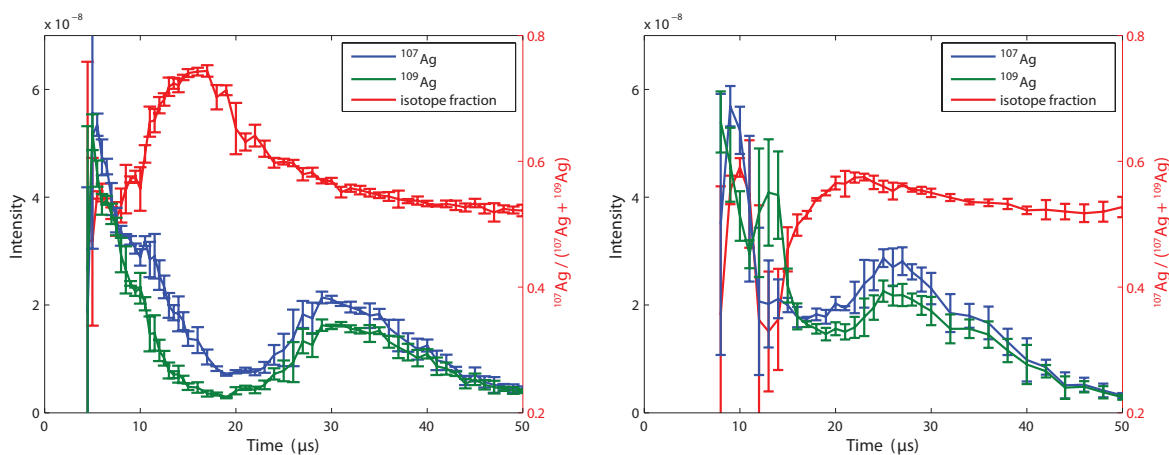 x 10⁻⁸
6
4
2
0
Intensity
0
10
20
30
40
50
Time (μs)
0.8
0.6
0.4
0.2
¹⁰⁷Ag / (¹⁰⁷Ag + ¹⁰⁹Ag)
¹⁰⁷Ag
¹⁰⁹Ag
isotope fraction
x 10⁻⁸
6
4
2
0
Intensity
0
10
20
30
40
50
Time (μs)
0.8
0.6
0.4
0.2
¹⁰⁷Ag / (¹⁰⁷Ag + ¹⁰⁹Ag)
¹⁰⁷Ag
¹⁰⁹Ag
isotope fraction